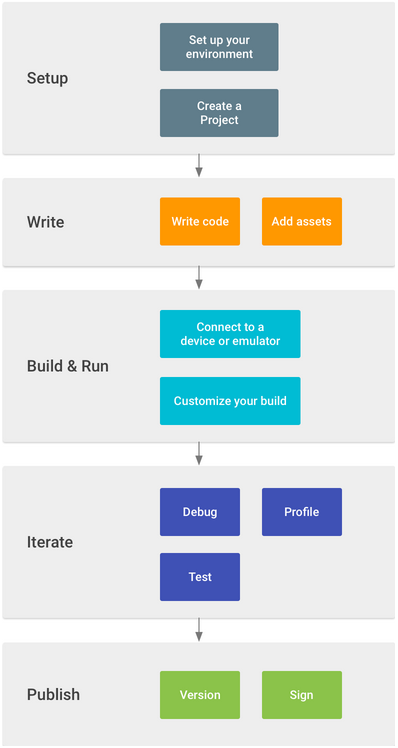 Setup
Set up your
environment
Create a
Project
Write
Write code
Add assets
Build & Run
Connect to a
device or emulator
Customize your build
Iterate
Debug
Profile
Test
Publish
Version
Sign